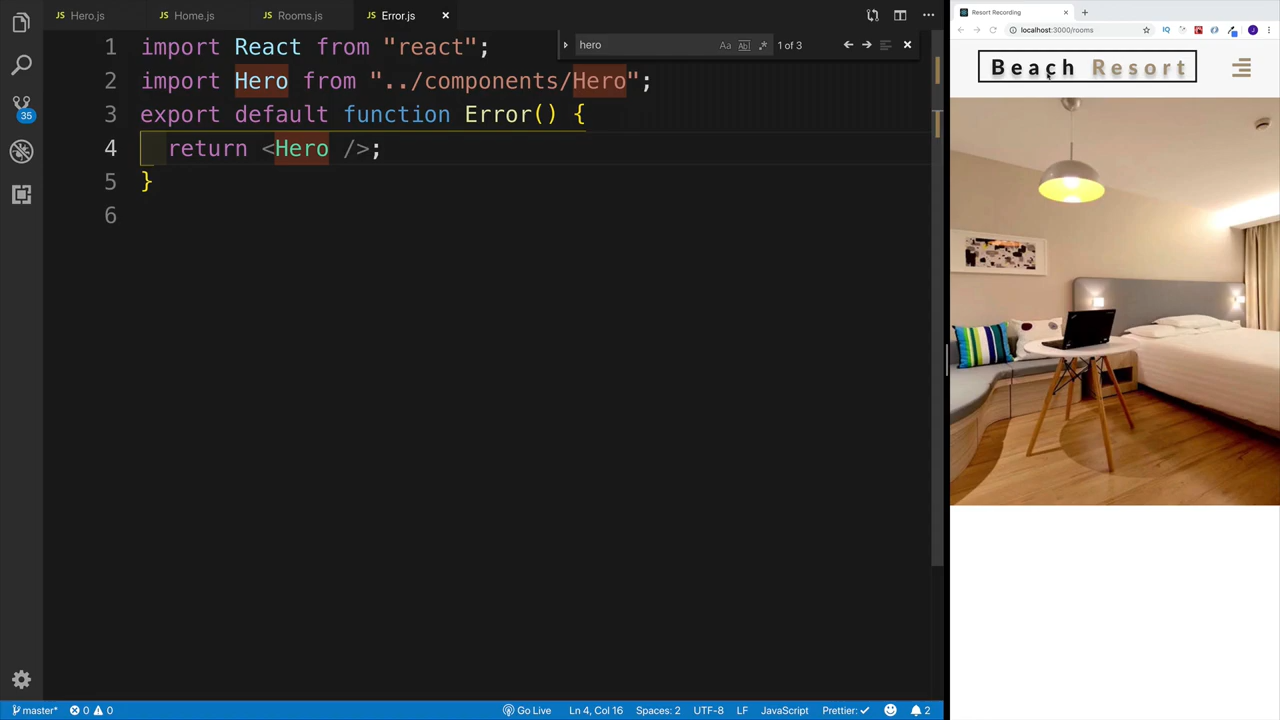 Hero.js
Home.js
Rooms.js
Error.js
hero
1 of 3
1 import React from "react";
2 import Hero from "../components/Hero";
3 export default function Error() {
4 return <Hero />;
5 }
6
35
master*
0
0
Go Live
Ln 4, Col 16
Spaces: 2
UTF-8
LF
JavaScript
Prettier:
2
Resort Recording
localhost:3000/rooms
Beach Resort